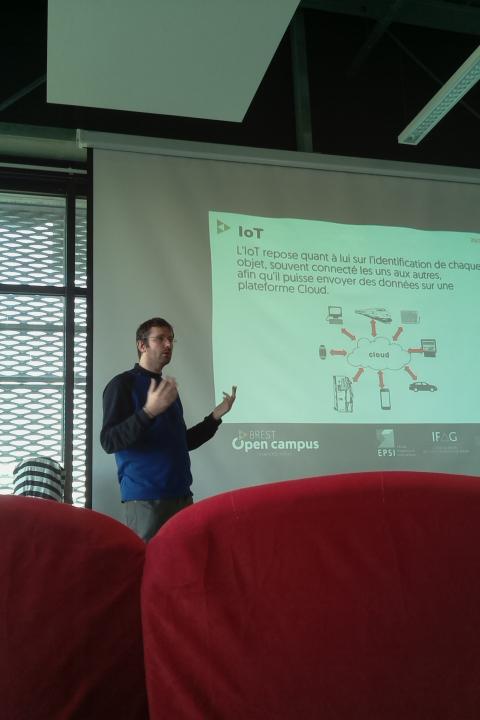 IoT
L'IoT repose quant à lui sur l'identification de chaque
objet, souvent connecté les uns aux autres,
afin qu'il puisse envoyer des données sur une
plateforme Cloud.
cloud
BREST
Open campus
EPSI
IFAG